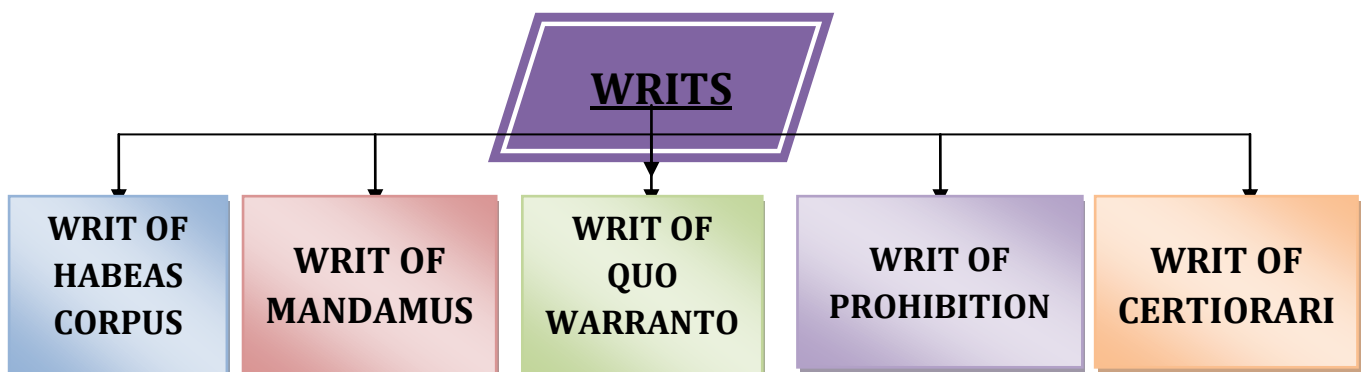 WRITS
WRIT OF
HABEAS
CORPUS
WRIT OF
MANDAMUS
WRIT OF
QUO
WARRANTO
WRIT OF
PROHIBITION
WRIT OF
CERTIORARI